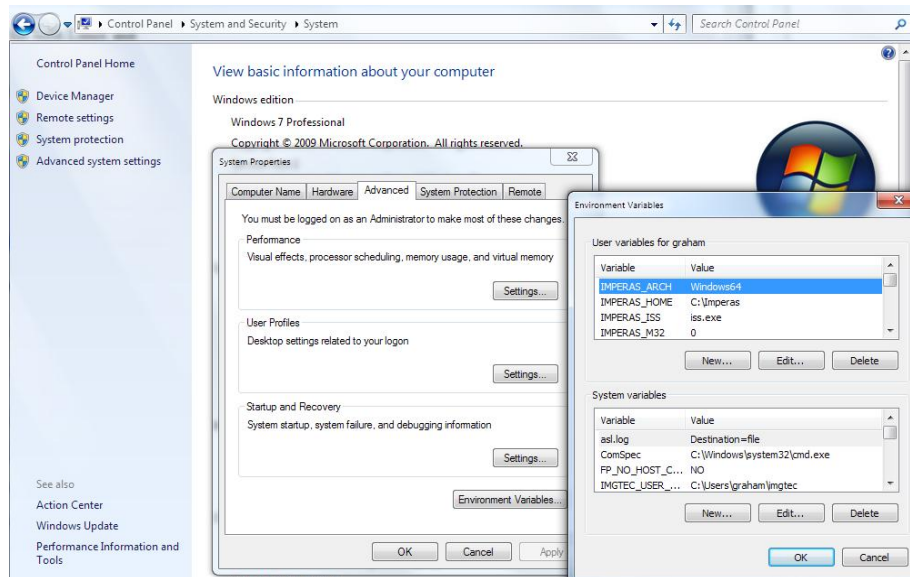 Control Panel ▸ System and Security ▸ System
Search Control Panel
Control Panel Home
Device Manager
Remote settings
System protection
Advanced system settings
See also
Action Center
Windows Update
Performance Information and
Tools
View basic information about your computer
Windows edition
Windows 7 Professional
Copyright © 2009 Microsoft Corporation. All rights reserved.
System Properties
Computer Name Hardware Advanced System Protection Remote
You must be logged on as an Administrator to make most of these changes.
Performance
Visual effects, processor scheduling, memory usage, and virtual memory
Settings...
User Profiles
Desktop settings related to your logon
Settings...
Startup and Recovery
System startup, system failure, and debugging information
Settings...
Environment Variables...
OK Cancel Apply
Environment Variables
User variables for graham
Variable Value
IMPERAS_ARCH Windows64
IMPERAS_HOME C:\Imperas
IMPERAS_ISS iss.exe
IMPERAS_M32 0
New... Edit... Delete
System variables
Variable Value
asl.log Destination=file
ComSpec C:\Windows\system32\cmd.exe
FP_NO_HOST_C... NO
IMGTEC_USER_... C:\Users\graham\imgtec
New... Edit... Delete
OK Cancel